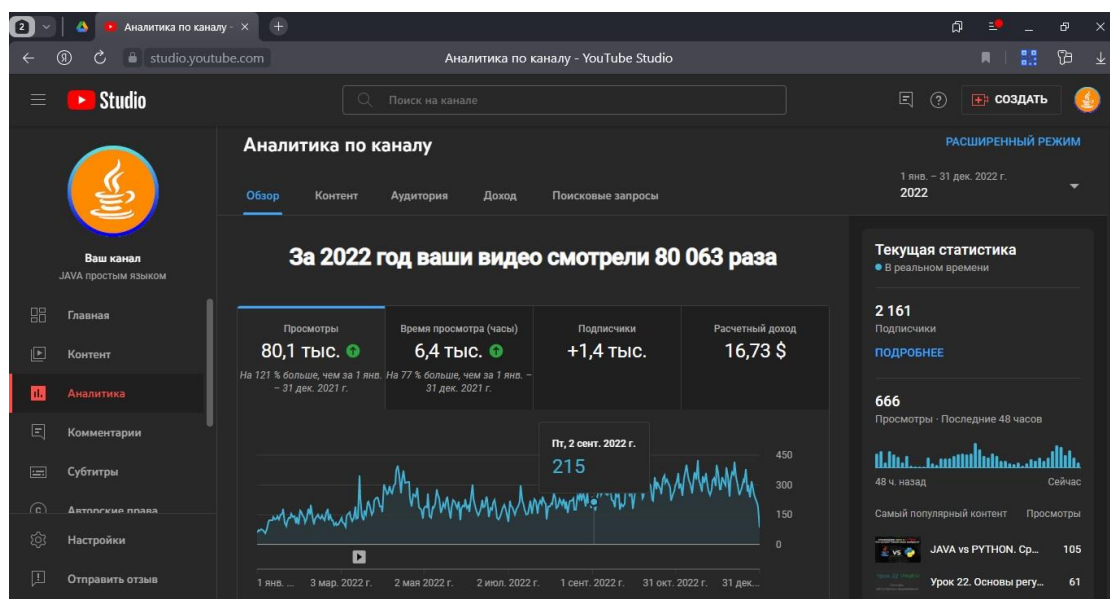 2
Аналитика по каналу -
studio.youtube.com
Аналитика по каналу - YouTube Studio
Studio
Поиск на канале
СОЗДАТЬ
Ваш канал
JAVA простым языком
Главная
Контент
Аналитика
Комментарии
Субтитры
Авторские права
Настройки
Отправить отзыв
Аналитика по каналу
РАСШИРЕННЫЙ РЕЖИМ
Обзор Контент Аудитория Доход Поисковые запросы
1 янв. – 31 дек. 2022 г.
2022
За 2022 год ваши видео смотрели 80 063 раза
Просмотры
80,1 тыс.
На 121 % больше, чем за 1 янв.
– 31 дек. 2021 г.
Время просмотра (часы)
6,4 тыс.
На 77 % больше, чем за 1 янв. –
31 дек. 2021 г.
Подписчики
+1,4 тыс.
Расчетный доход
16,73 $
Пт, 2 сент. 2022 г.
215
450
300
150
0
1 янв. ... 3 мар. 2022 г. 2 мая 2022 г. 2 июл. 2022 г. 1 сент. 2022 г. 31 окт. 2022 г. 31 дек...
Текущая статистика
В реальном времени
2 161
Подписчики
ПОДРОБНЕЕ
666
Просмотры · Последние 48 часов
48 ч. назад Сейчас
Самый популярный контент Просмотры
VS
JAVA vs PYTHON. Ср... 105
Урок 22. Основы регу... 61